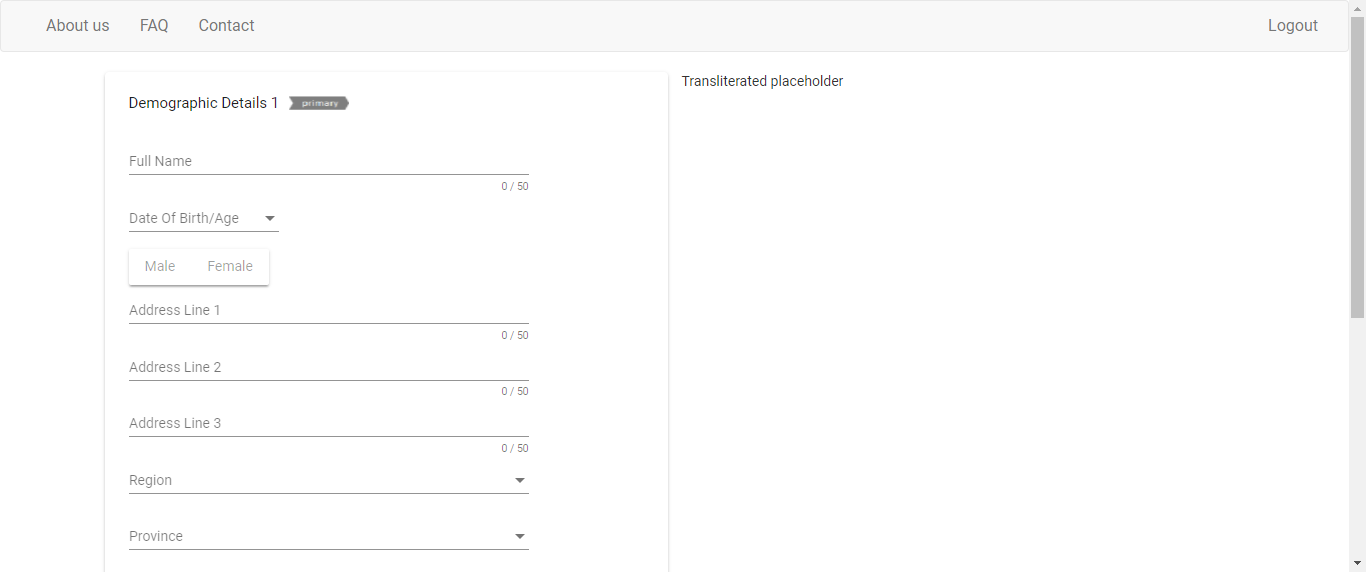 About us FAQ Contact Logout
Demographic Details 1 primary
Transliterated placeholder
Full Name
0 / 50
Date Of Birth/Age
Male Female
Address Line 1
0 / 50
Address Line 2
0 / 50
Address Line 3
0 / 50
Region
Province